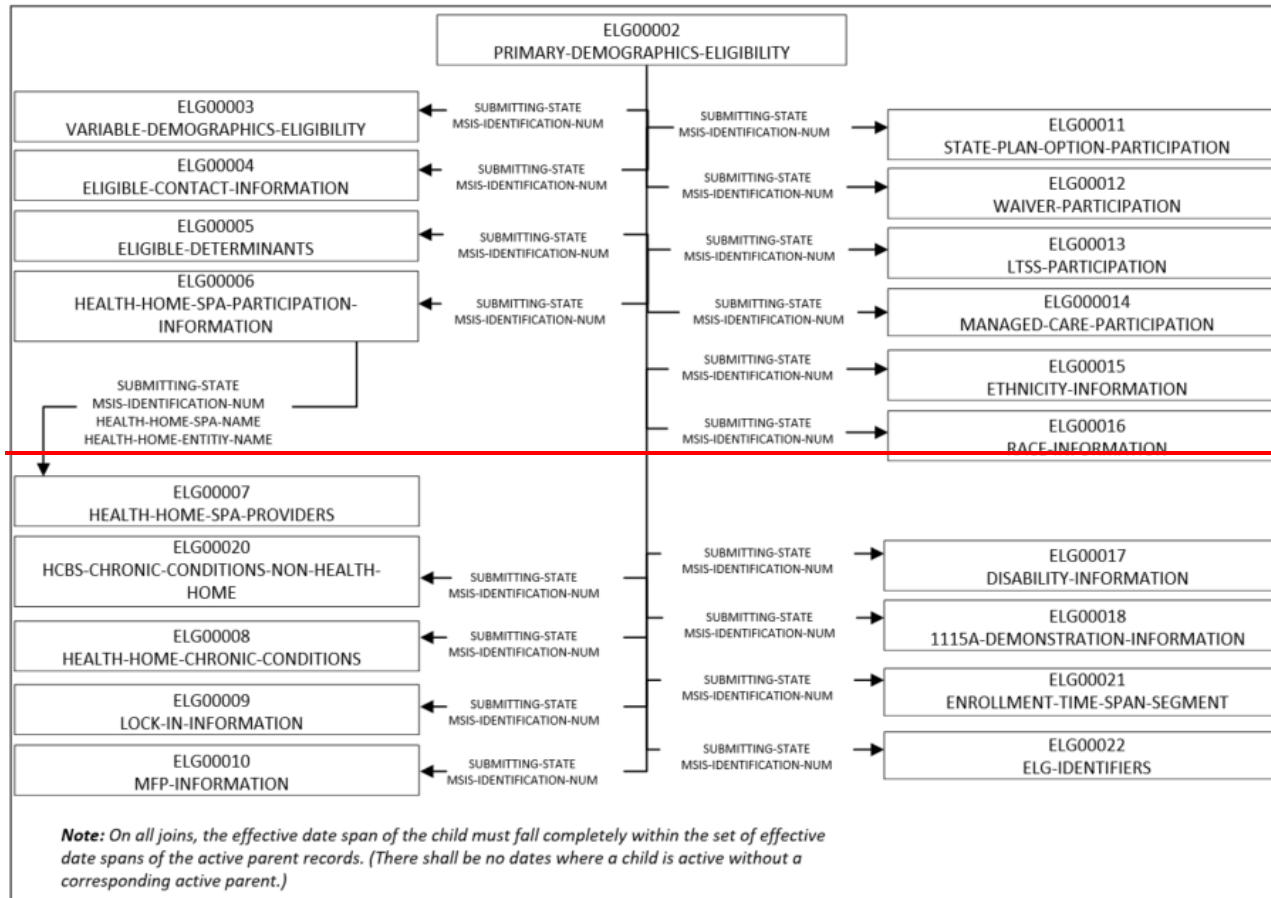 ELG00002
PRIMARY-DEMOGRAPHICS-ELIGIBILITY
ELG00003
VARIABLE-DEMOGRAPHICS-ELIGIBILITY
SUBMITTING-STATE
MSIS-IDENTIFICATION-NUM
ELG00004
ELIGIBLE-CONTACT-INFORMATION
SUBMITTING-STATE
MSIS-IDENTIFICATION-NUM
ELG00005
ELIGIBLE-DETERMINANTS
SUBMITTING-STATE
MSIS-IDENTIFICATION-NUM
ELG00006
HEALTH-HOME-SPA-PARTICIPATION-
INFORMATION
SUBMITTING-STATE
MSIS-IDENTIFICATION-NUM
SUBMITTING-STATE
MSIS-IDENTIFICATION-NUM
HEALTH-HOME-SPA-NAME
HEALTH-HOME-ENTITIY-NAME
SUBMITTING-STATE
MSIS-IDENTIFICATION-NUM
ELG00011
STATE-PLAN-OPTION-PARTICIPATION
SUBMITTING-STATE
MSIS-IDENTIFICATION-NUM
ELG00012
WAIVER-PARTICIPATION
SUBMITTING-STATE
MSIS-IDENTIFICATION-NUM
ELG00013
LTSS-PARTICIPATION
SUBMITTING-STATE
MSIS-IDENTIFICATION-NUM
ELG000014
MANAGED-CARE-PARTICIPATION
SUBMITTING-STATE
MSIS-IDENTIFICATION-NUM
ELG00015
ETHNICITY-INFORMATION
SUBMITTING-STATE
MSIS-IDENTIFICATION-NUM
ELG00016
RACE-INFORMATION
ELG00007
HEALTH-HOME-SPA-PROVIDERS
ELG00020
HCBS-CHRONIC-CONDITIONS-NON-HEALTH-
HOME
SUBMITTING-STATE
MSIS-IDENTIFICATION-NUM
ELG00008
HEALTH-HOME-CHRONIC-CONDITIONS
SUBMITTING-STATE
MSIS-IDENTIFICATION-NUM
ELG00009
LOCK-IN-INFORMATION
SUBMITTING-STATE
MSIS-IDENTIFICATION-NUM
ELG00010
MFP-INFORMATION
SUBMITTING-STATE
MSIS-IDENTIFICATION-NUM
SUBMITTING-STATE
MSIS-IDENTIFICATION-NUM
ELG00017
DISABILITY-INFORMATION
SUBMITTING-STATE
MSIS-IDENTIFICATION-NUM
ELG00018
1115A-DEMONSTRATION-INFORMATION
SUBMITTING-STATE
MSIS-IDENTIFICATION-NUM
ELG00021
ENROLLMENT-TIME-SPAN-SEGMENT
SUBMITTING-STATE
MSIS-IDENTIFICATION-NUM
ELG00022
ELG-IDENTIFIERS
Note: On all joins, the effective date span of the child must fall completely within the set of effective
date spans of the active parent records. (There shall be no dates where a child is active without a
corresponding active parent.)